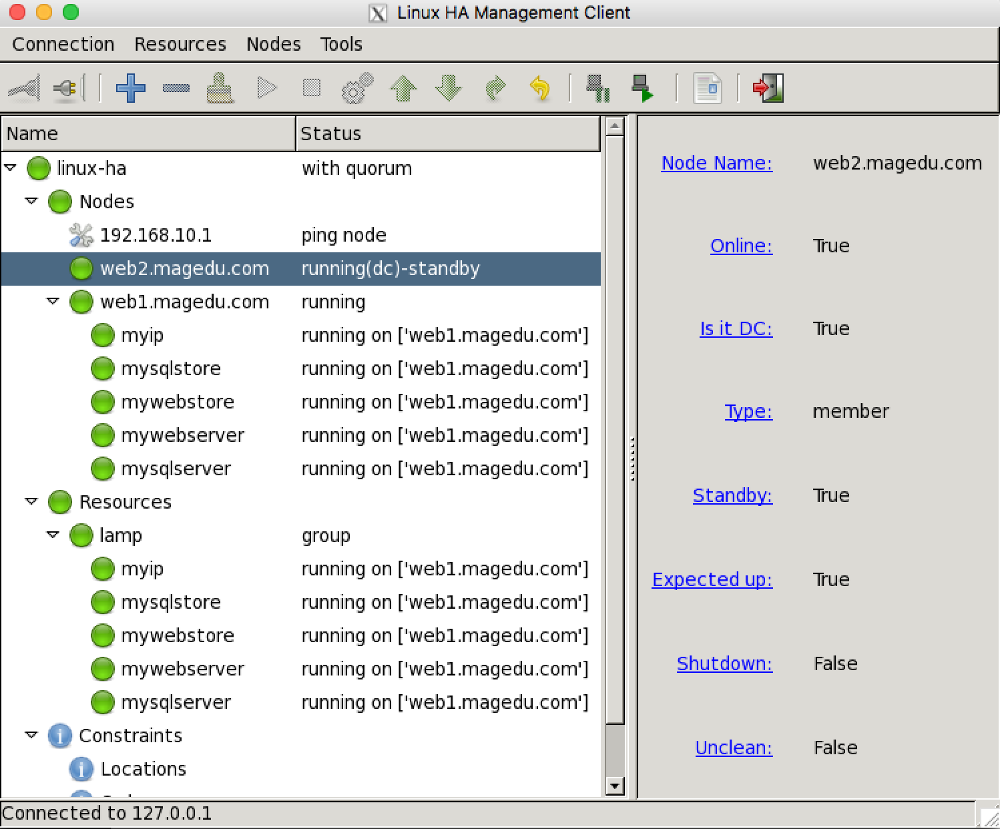 Linux HA Management Client
Connection Resources Nodes Tools
Name Status
linux-ha with quorum
Nodes
192.168.10.1 ping node
web2.magedu.com running(dc)-standby
web1.magedu.com running
myip running on ['web1.magedu.com']
mysqlstore running on ['web1.magedu.com']
mywebstore running on ['web1.magedu.com']
mywebserver running on ['web1.magedu.com']
mysqlserver running on ['web1.magedu.com']
Resources
lamp group
myip running on ['web1.magedu.com']
mysqlstore running on ['web1.magedu.com']
mywebstore running on ['web1.magedu.com']
mywebserver running on ['web1.magedu.com']
mysqlserver running on ['web1.magedu.com']
Constraints
Locations
Node Name: web2.magedu.com
Online: True
Is it DC: True
Type: member
Standby: True
Expected up: True
Shutdown: False
Unclean: False
Connected to 127.0.0.1